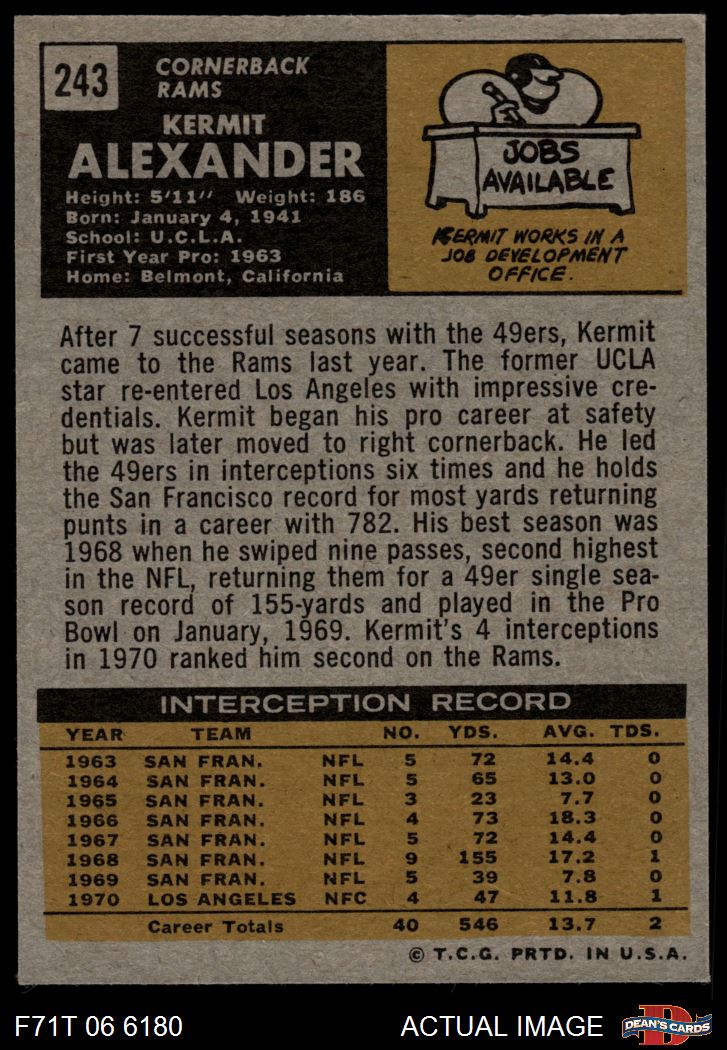 243
CORNERBACK
RAMS
KERMIT
ALEXANDER
Height: 5'11" Weight: 186
Born: January 4, 1941
School: U.C.L.A.
First Year Pro: 1963
Home: Belmont, California
JOBS
AVAILABLE
KERMIT WORKS IN A
JOB DEVELOPMENT
OFFICE.
After 7 successful seasons with the 49ers, Kermit
came to the Rams last year. The former UCLA
star re-entered Los Angeles with impressive cre-
dentials. Kermit began his pro career at safety
but was later moved to right cornerback. He led
the 49ers in interceptions six times and he holds
the San Francisco record for most yards returning
punts in a career with 782. His best season was
1968 when he swiped nine passes, second highest
in the NFL, returning them for a 49er single sea-
son record of 155-yards and played in the Pro
Bowl on January, 1969. Kermit's 4 interceptions
in 1970 ranked him second on the Rams.
INTERCEPTION RECORD
YEAR TEAM NO. YDS. AVG. TDS.
1963 SAN FRAN. NFL 5 72 14.4 0
1964 SAN FRAN. NFL 5 65 13.0 0
1965 SAN FRAN. NFL 3 23 7.7 0
1966 SAN FRAN. NFL 4 73 18.3 0
1967 SAN FRAN. NFL 5 72 14.4 0
1968 SAN FRAN. NFL 9 155 17.2 1
1969 SAN FRAN. NFL 5 39 7.8 0
1970 LOS ANGELES NFC 4 47 11.8 1
Career Totals 40 546 13.7 2
© T.C.G. PRTD. IN U.S.A.
F71T 06 6180 ACTUAL IMAGE
D
DEAN'S CARDS